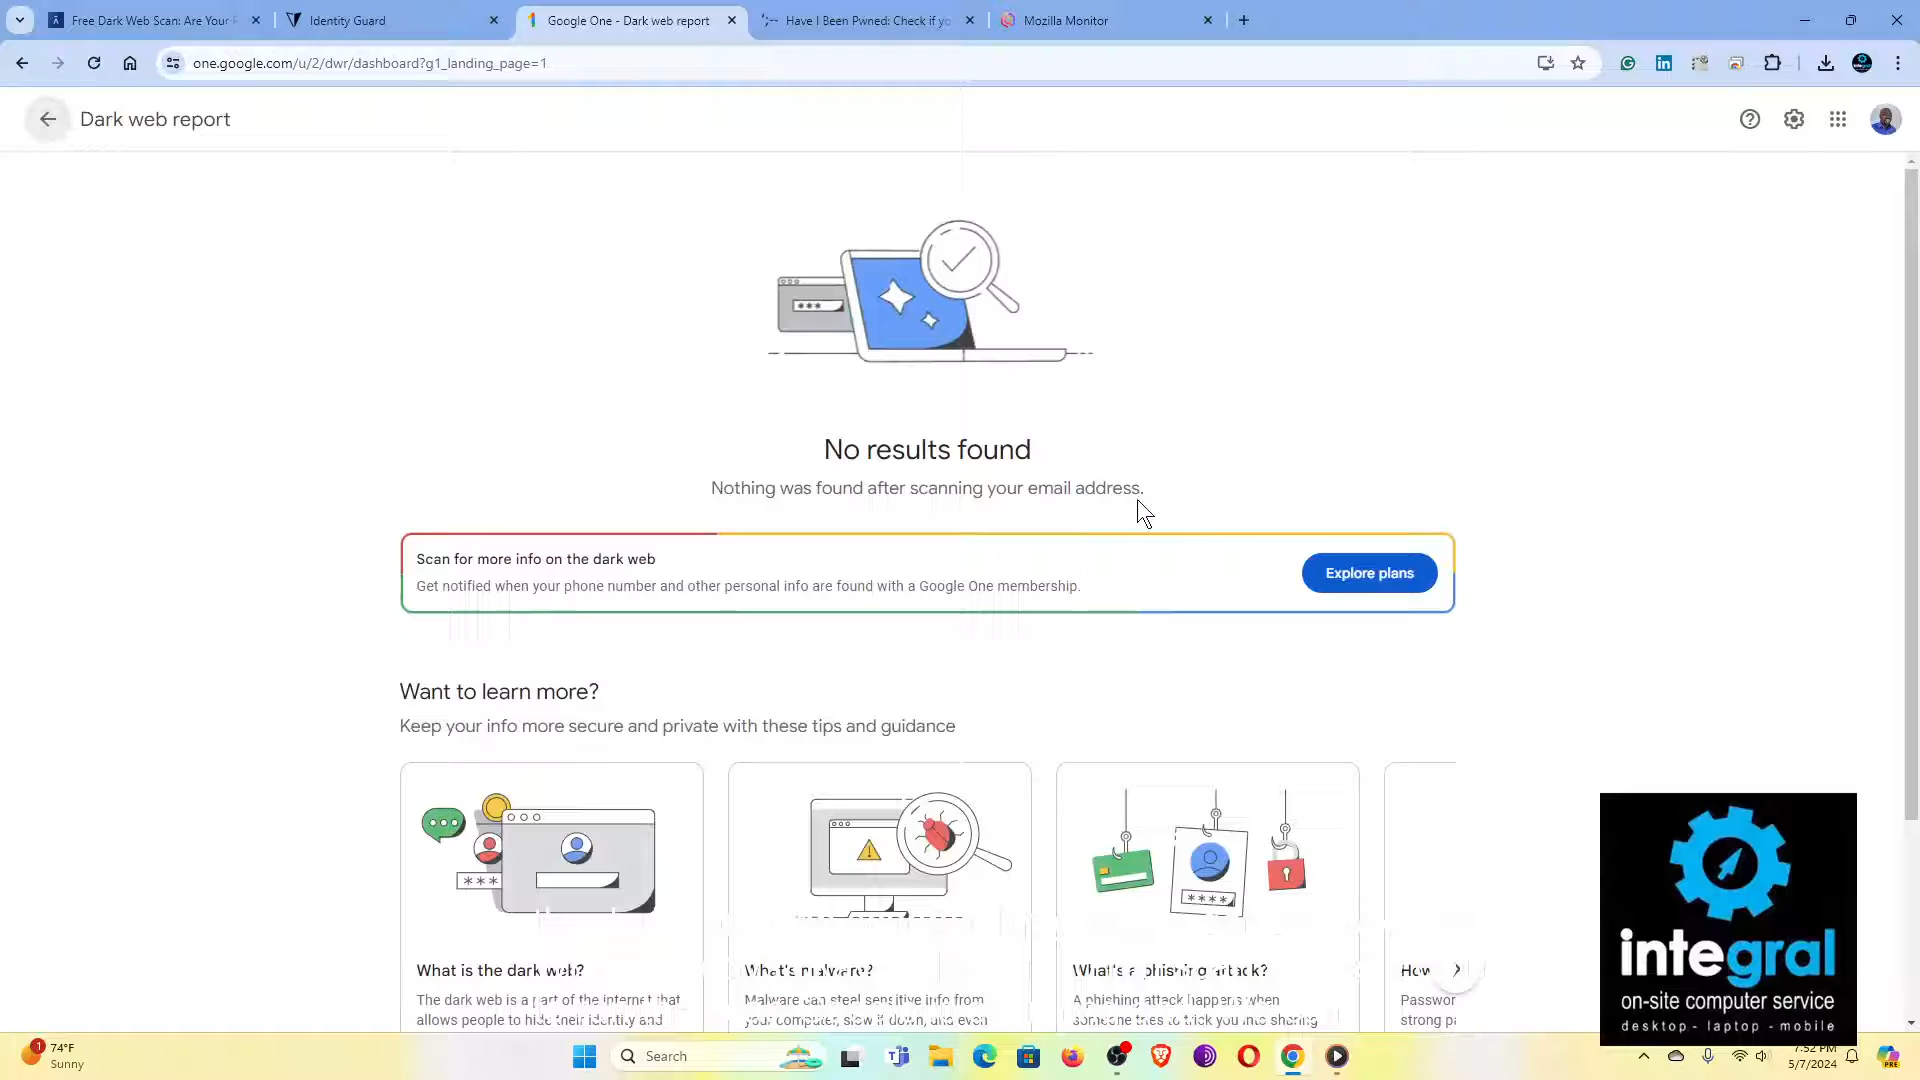 Free Dark Web Scan: Are Your
Identity Guard
Google One - Dark web report
Have I Been Pwned: Check if yo
Mozilla Monitor
one.google.com/u/2/dwr/dashboard?g1_landing_page=1
Dark web report
***
No results found
Nothing was found after scanning your email address.
Scan for more info on the dark web
Get notified when your phone number and other personal info are found with a Google One membership.
Explore plans
Want to learn more?
Keep your info more secure and private with these tips and guidance
***
****
What is the dark web?
The dark web is a part of the internet that
allows people to hide their identity and
What's malware?
Malware can steal sensitive info from
your computer, slow it down, and even
What's a phishing attack?
A phishing attack happens when
someone tries to trick you into sharing
How
Passwor
strong pa
integral
on-site computer service
desktop - laptop - mobile
1
74°F
Sunny
Search
7:52 PM
5/7/2024
PRE